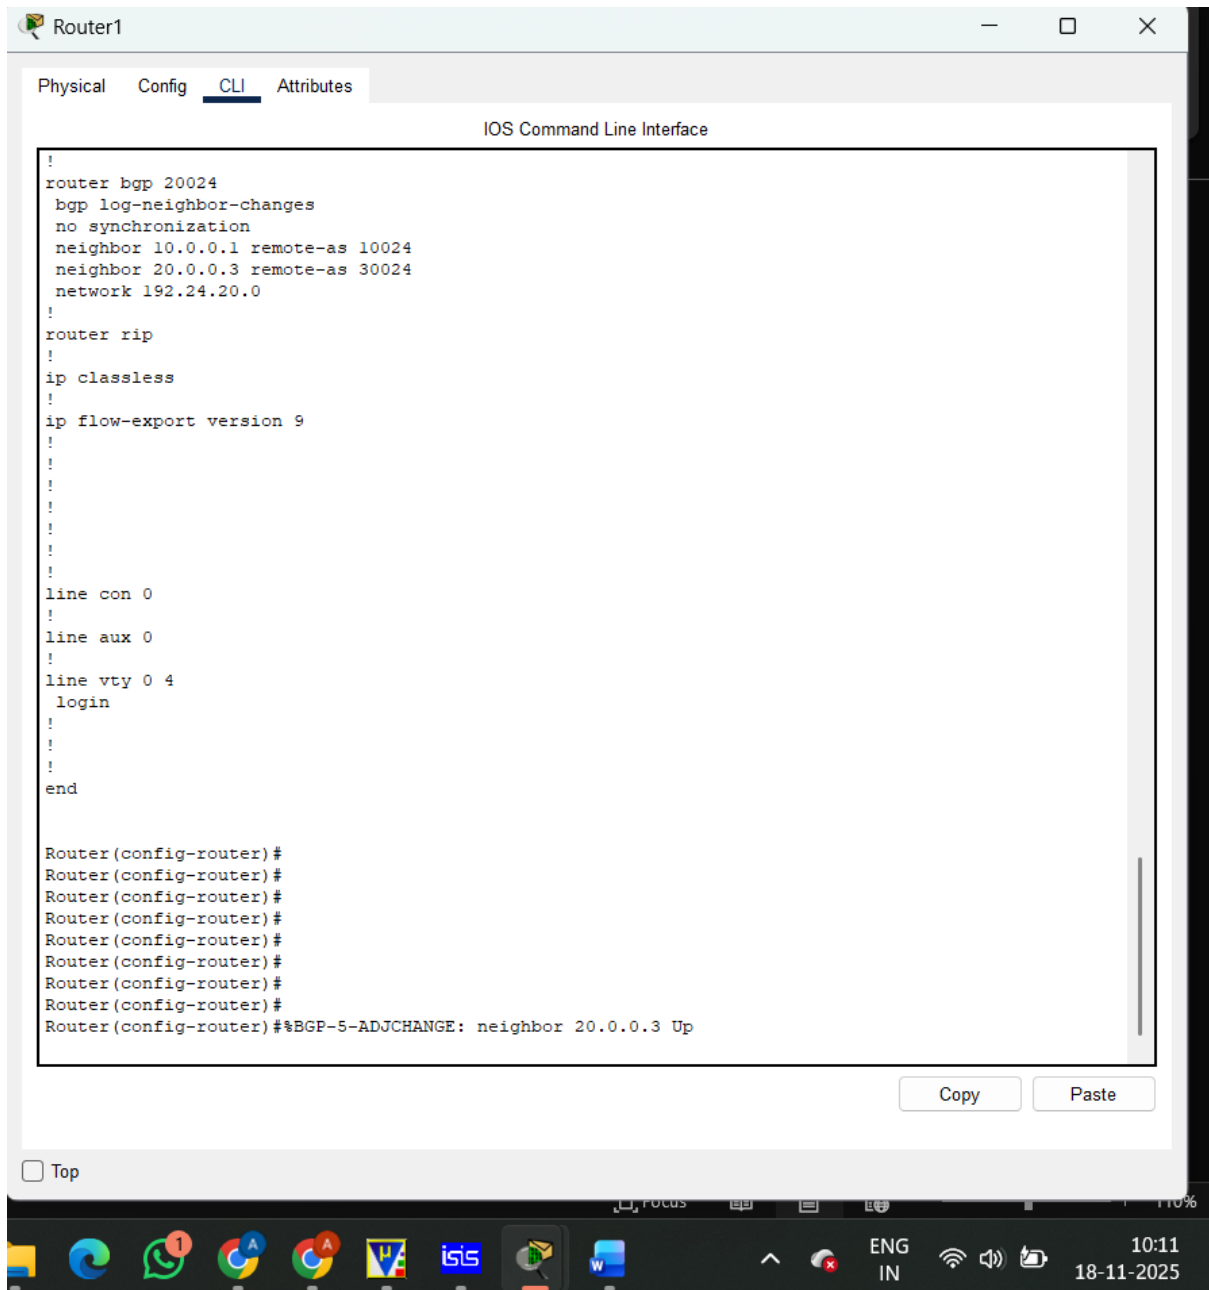 Router1
Physical Config CLI Attributes
IOS Command Line Interface
!
router bgp 20024
bgp log-neighbor-changes
no synchronization
neighbor 10.0.0.1 remote-as 10024
neighbor 20.0.0.3 remote-as 30024
network 192.24.20.0
!
router rip
!
ip classless
!
ip flow-export version 9
!
!
!
!
!
!
!
line con 0
!
line aux 0
!
line vty 0 4
login
!
!
!
end
Router(config-router)#
Router(config-router)#
Router(config-router)#
Router(config-router)#
Router(config-router)#
Router(config-router)#
Router(config-router)#
Router(config-router)#
Router(config-router)#%BGP-5-ADJCHANGE: neighbor 20.0.0.3 Up
Copy Paste
Top
Focus 110%
1 A A µ isis W
ENG
IN
10:11
18-11-2025